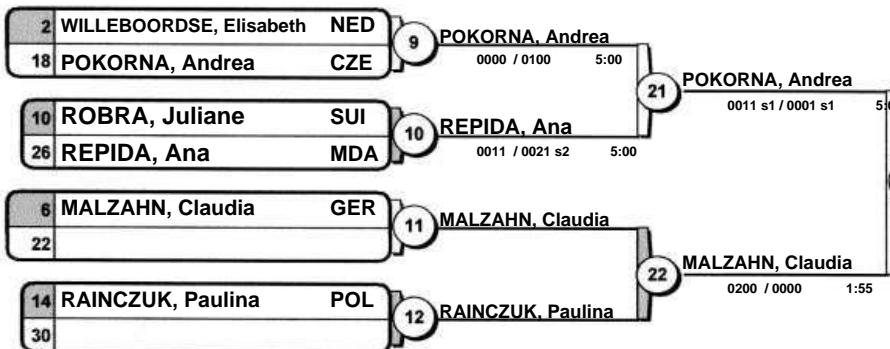 2 WILLEBOORDSE, Elisabeth NED
18 POKORNA, Andrea CZE
9
POKORNA, Andrea
0000 / 0100 5:00
10 ROBRA, Juliane SUI
26 REPIDA, Ana MDA
10
REPIDA, Ana
0011 / 0021 s2 5:00
21
POKORNA, Andrea
0011 s1 / 0001 s1
6 MALZAHN, Claudia GER
22
11
MALZAHN, Claudia
14 RAINCZUK, Paulina POL
30
12
RAINCZUK, Paulina
22
MALZAHN, Claudia
0200 / 0000 1:55